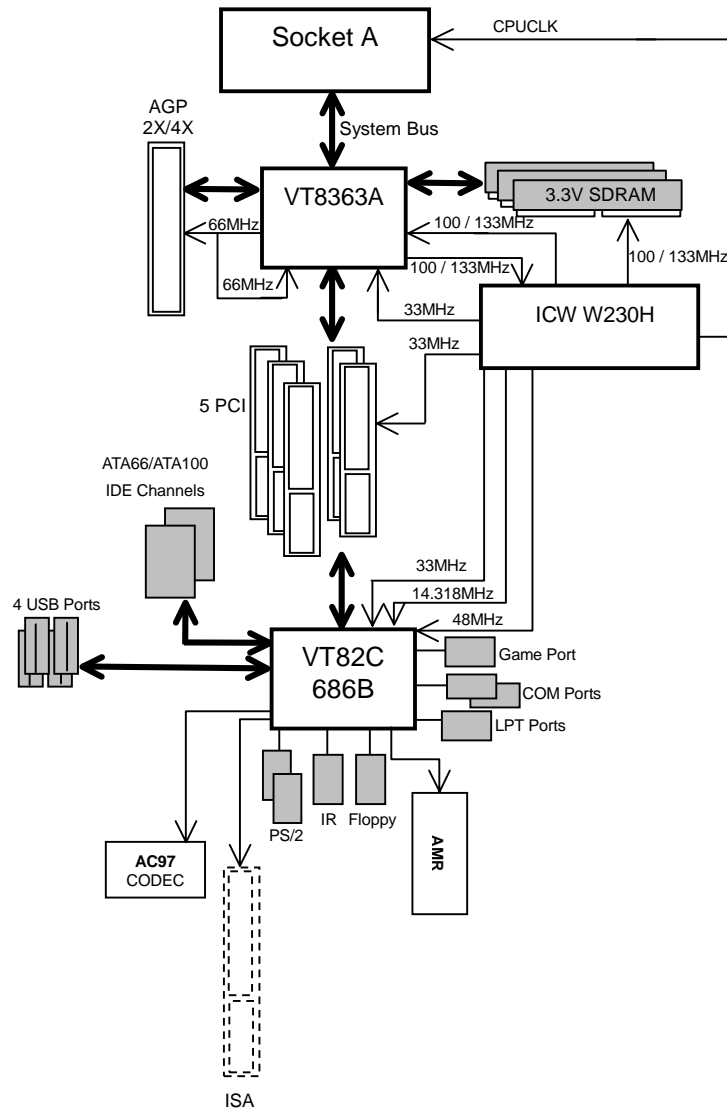 Socket A
CPUCLK
AGP
2X/4X
System Bus
VT8363A
3.3V SDRAM
66MHz
100 / 133MHz
100 / 133MHz
100 / 133MHz
66MHz
33MHz
ICW W230H
33MHz
5 PCI
ATA66/ATA100
IDE Channels
33MHz
14.318MHz
48MHz
4 USB Ports
VT82C
686B
Game Port
COM Ports
LPT Ports
PS/2
IR
Floppy
AMR
AC97
CODEC
ISA